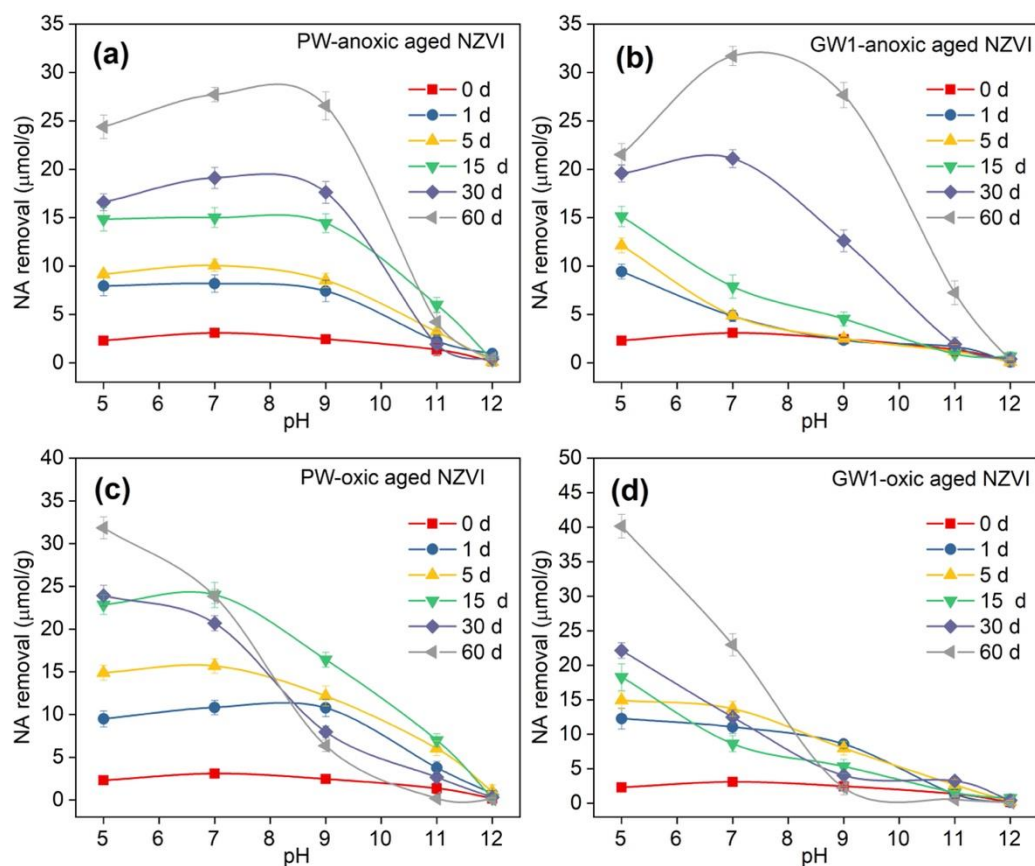 (a)
PW-anoxic aged NZVI
NA removal (μmol/g)
35
30
25
20
15
10
5
0
0 d
1 d
5 d
15 d
30 d
60 d
5 6 7 8 9 10 11 12
pH
(b)
GW1-anoxic aged NZVI
NA removal (μmol/g)
35
30
25
20
15
10
5
0
0 d
1 d
5 d
15 d
30 d
60 d
5 6 7 8 9 10 11 12
pH
(c)
PW-oxic aged NZVI
NA removal (μmol/g)
40
35
30
25
20
15
10
5
0
0 d
1 d
5 d
15 d
30 d
60 d
5 6 7 8 9 10 11 12
pH
(d)
GW1-oxic aged NZVI
NA removal (μmol/g)
50
45
40
35
30
25
20
15
10
5
0
0 d
1 d
5 d
15 d
30 d
60 d
5 6 7 8 9 10 11 12
pH